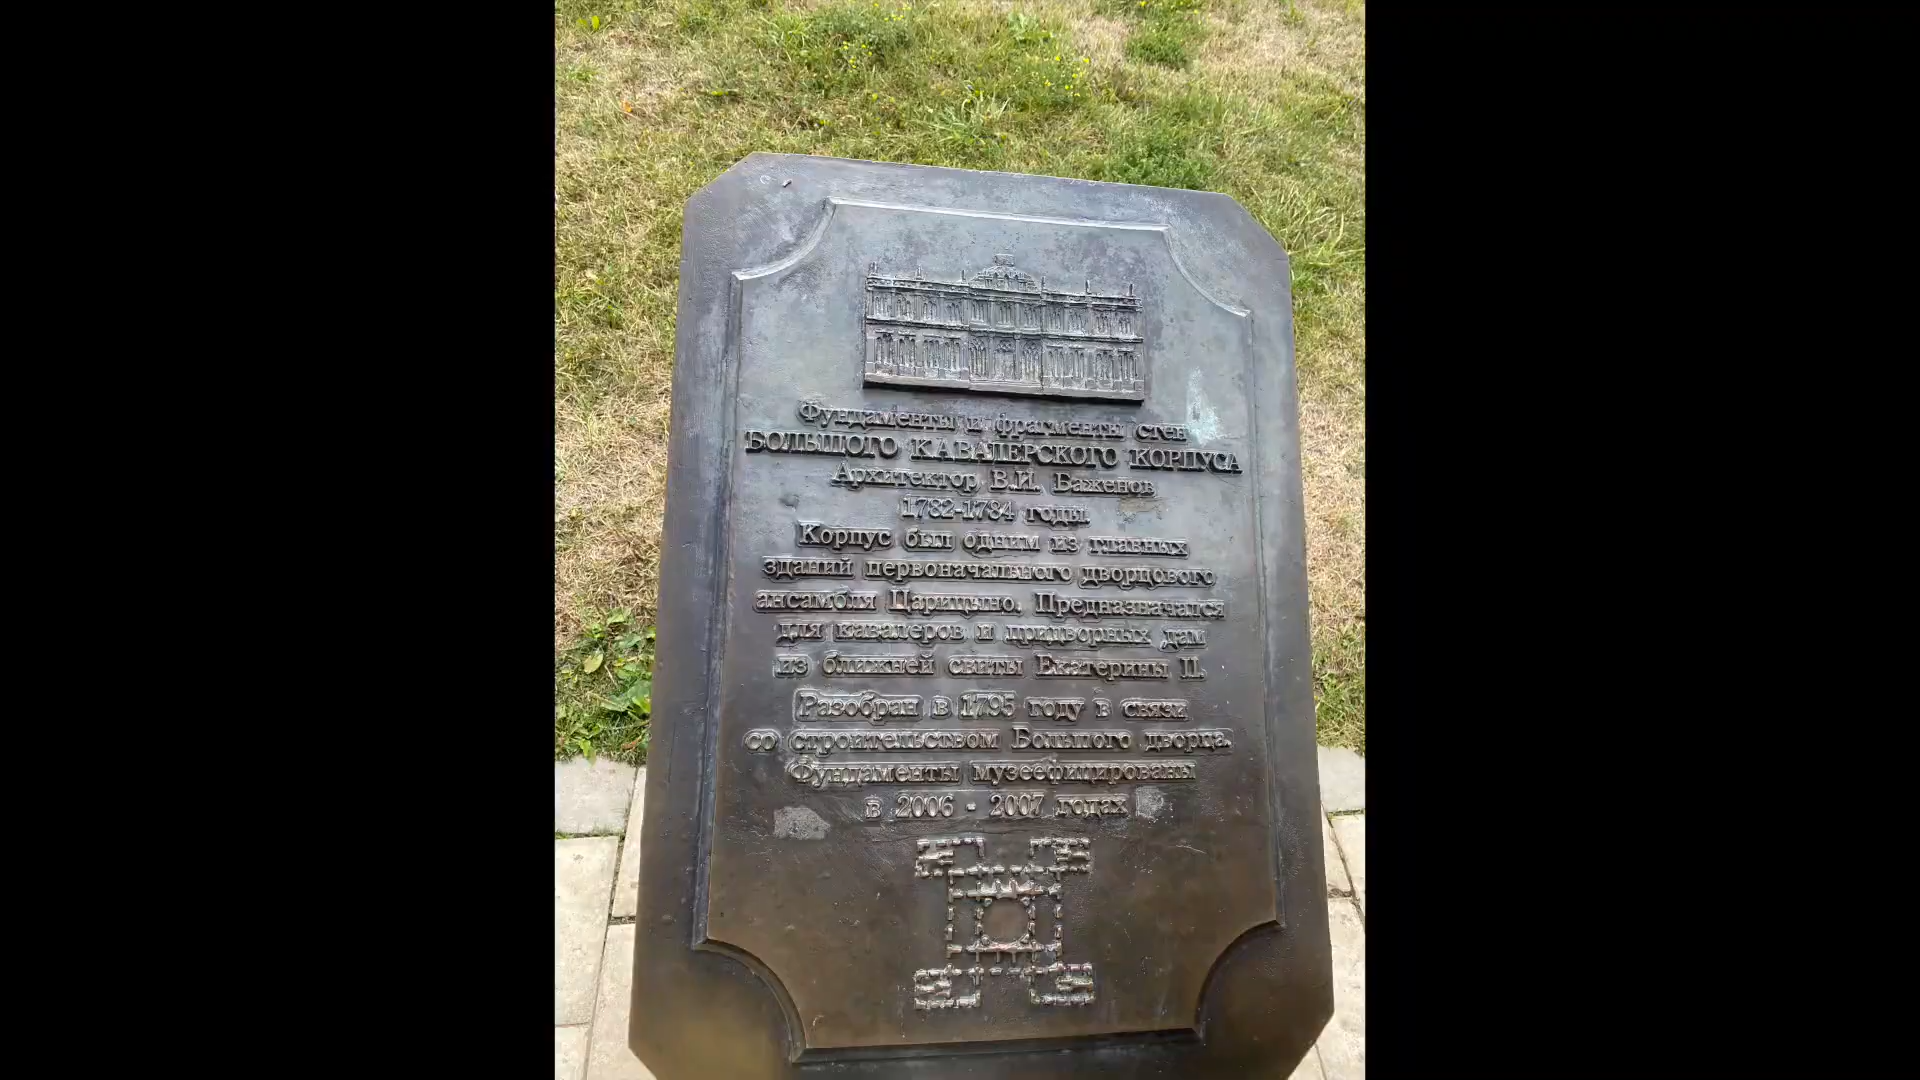 Фундаменты и фрагменты стен
БОЛЬШОГО КАВАЛЕРСКОГО КОРПУСА
Архитектор В.И. Баженов
1782-1784 годы.
Корпус был одним из главных
зданий первоначального дворцового
ансамбля Царицыно. Предназначался
для кавалеров и придворных дам
из ближней свиты Екатерины II.
Разобран в 1795 году в связи
со строительством Большого дворца.
Фундаменты музеефицированы
в 2006 - 2007 годах